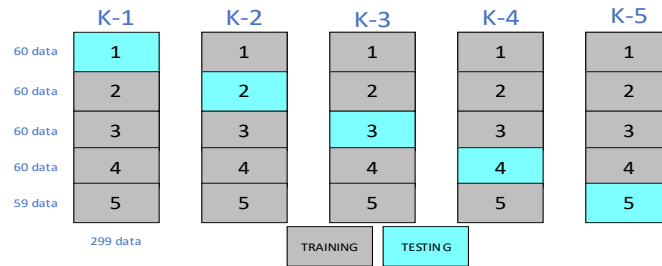 K-1 K-2 K-3 K-4 K-5
60 data 1 1 1 1 1
60 data 2 2 2 2 2
60 data 3 3 3 3 3
60 data 4 4 4 4 4
59 data 5 5 5 5 5
299 data
TRAINING TESTING